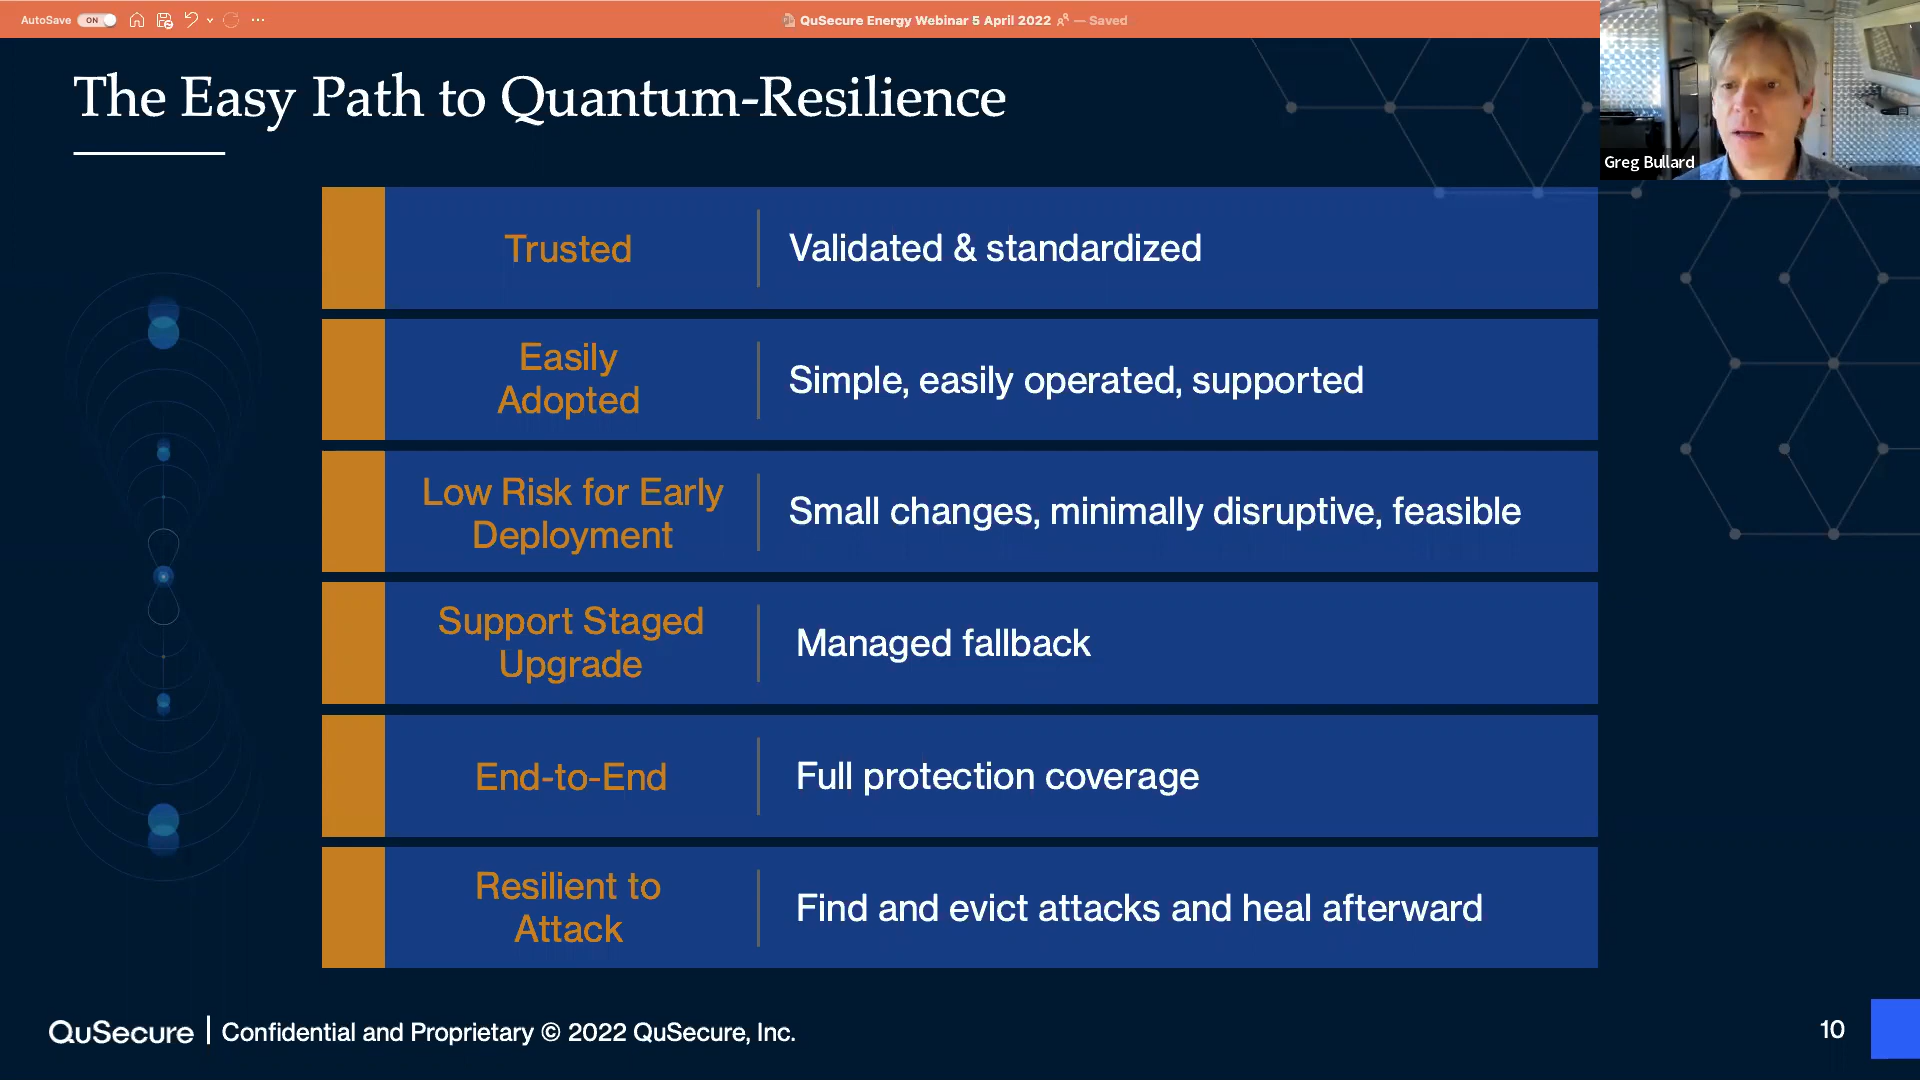 AutoSave ON QuSecure Energy Webinar 5 April 2022 — Saved
The Easy Path to Quantum-Resilience
Greg Bullard
Trusted
Validated & standardized
Easily
Adopted
Simple, easily operated, supported
Low Risk for Early
Deployment
Small changes, minimally disruptive, feasible
Support Staged
Upgrade
Managed fallback
End-to-End
Full protection coverage
Resilient to
Attack
Find and evict attacks and heal afterward
QuSecure | Confidential and Proprietary © 2022 QuSecure, Inc.
10